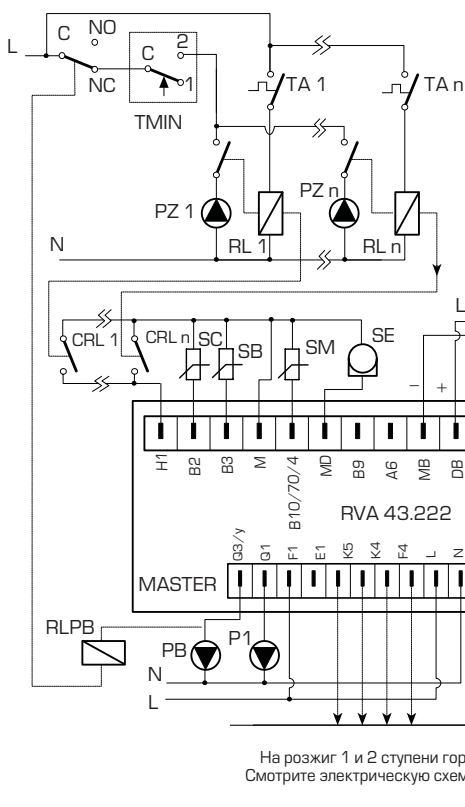 NO
L
C
NC
C
2
1
TMIN
TA 1
TA n
PZ 1
RL 1
PZ n
RL n
N
CRL 1
CRL n
SC
SB
SM
SE
L
–
+
H1
B2
B3
M
B10/70/4
MD
B9
A6
MB
DB
RVA 43.222
Q3/y
Q1
F1
E1
K5
K4
F4
L
N
MASTER
RLPB
PB
P1
N
L
На розжиг 1 и 2 ступени гор
Смотрите электрическую схем